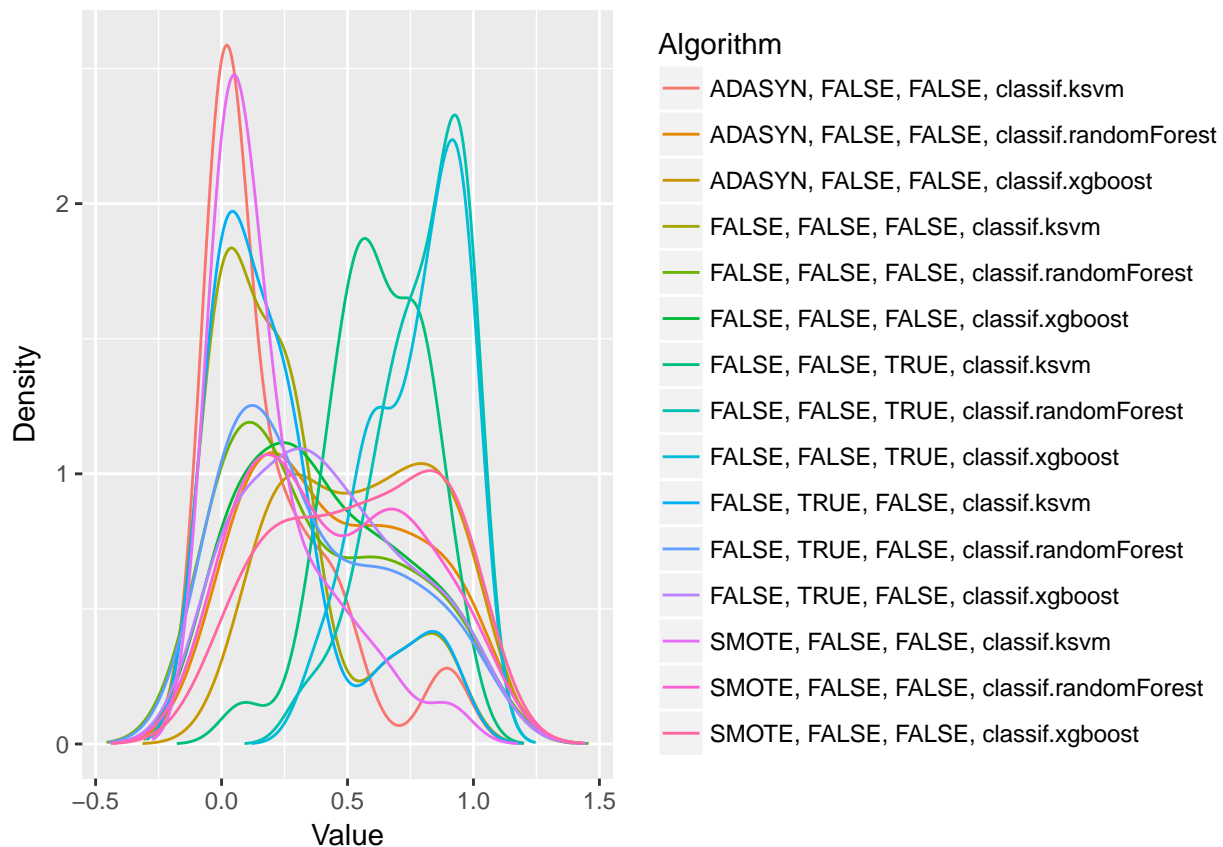 Algorithm
ADASYN, FALSE, FALSE, classif.ksvm
ADASYN, FALSE, FALSE, classif.randomForest
ADASYN, FALSE, FALSE, classif.xgboost
FALSE, FALSE, FALSE, classif.ksvm
FALSE, FALSE, FALSE, classif.randomForest
FALSE, FALSE, FALSE, classif.xgboost
FALSE, FALSE, TRUE, classif.ksvm
FALSE, FALSE, TRUE, classif.randomForest
FALSE, FALSE, TRUE, classif.xgboost
FALSE, TRUE, FALSE, classif.ksvm
FALSE, TRUE, FALSE, classif.randomForest
FALSE, TRUE, FALSE, classif.xgboost
SMOTE, FALSE, FALSE, classif.ksvm
SMOTE, FALSE, FALSE, classif.randomForest
SMOTE, FALSE, FALSE, classif.xgboost
Density
2
1
0
−0.5 0.0 0.5 1.0 1.5
Value